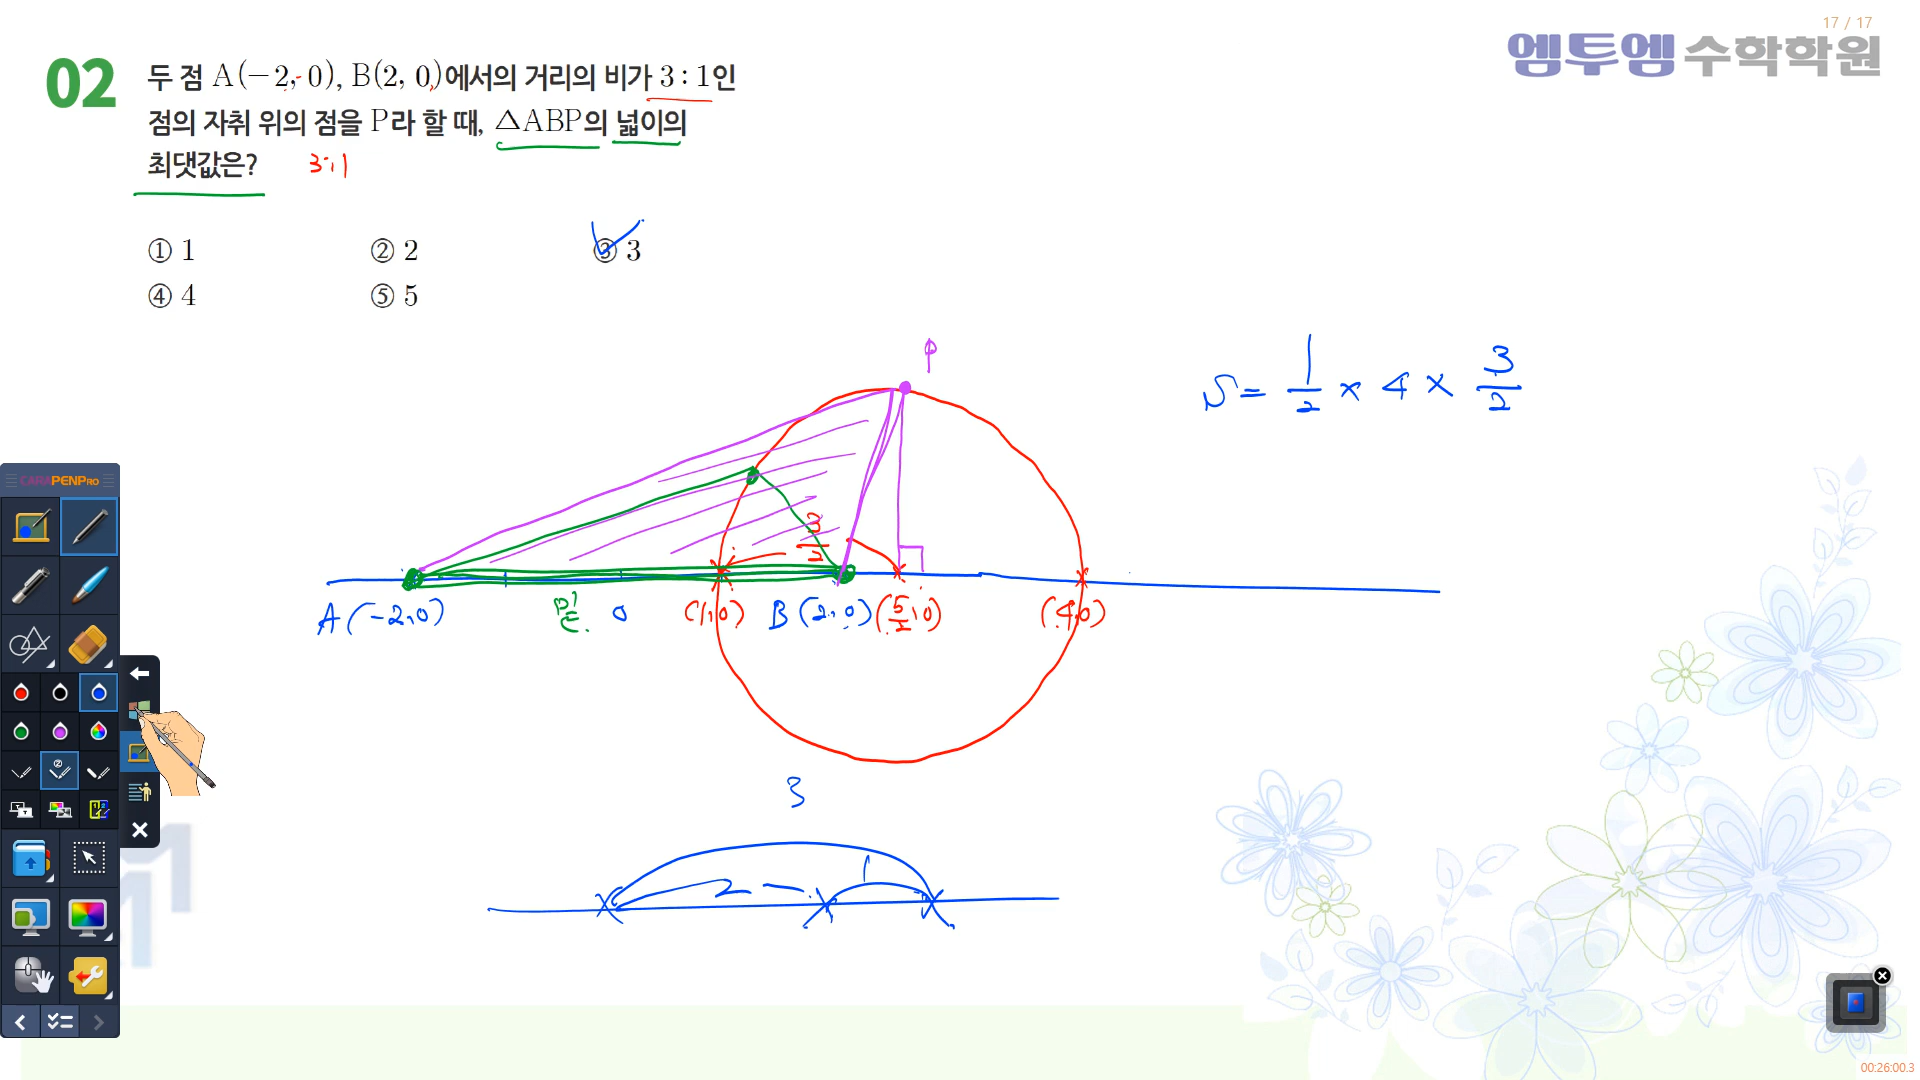 17 / 17
엠투엠 수학학원
02 두 점 A(−2, 0), B(2, 0)에서의 거리의 비가 3 : 1인
점의 자취 위의 점을 P라 할 때, △ABP의 넓이의
최댓값은?
3:1
① 1 ② 2 ③ 3
④ 4 ⑤ 5
P
S = 1/2 × 4 × 3/2
CARAPENPRO
3/2
A (-2,0) 밑 0 (1,0) B (2,0) (5/2,0) (4,0)
3
2 1
00:26:00.3